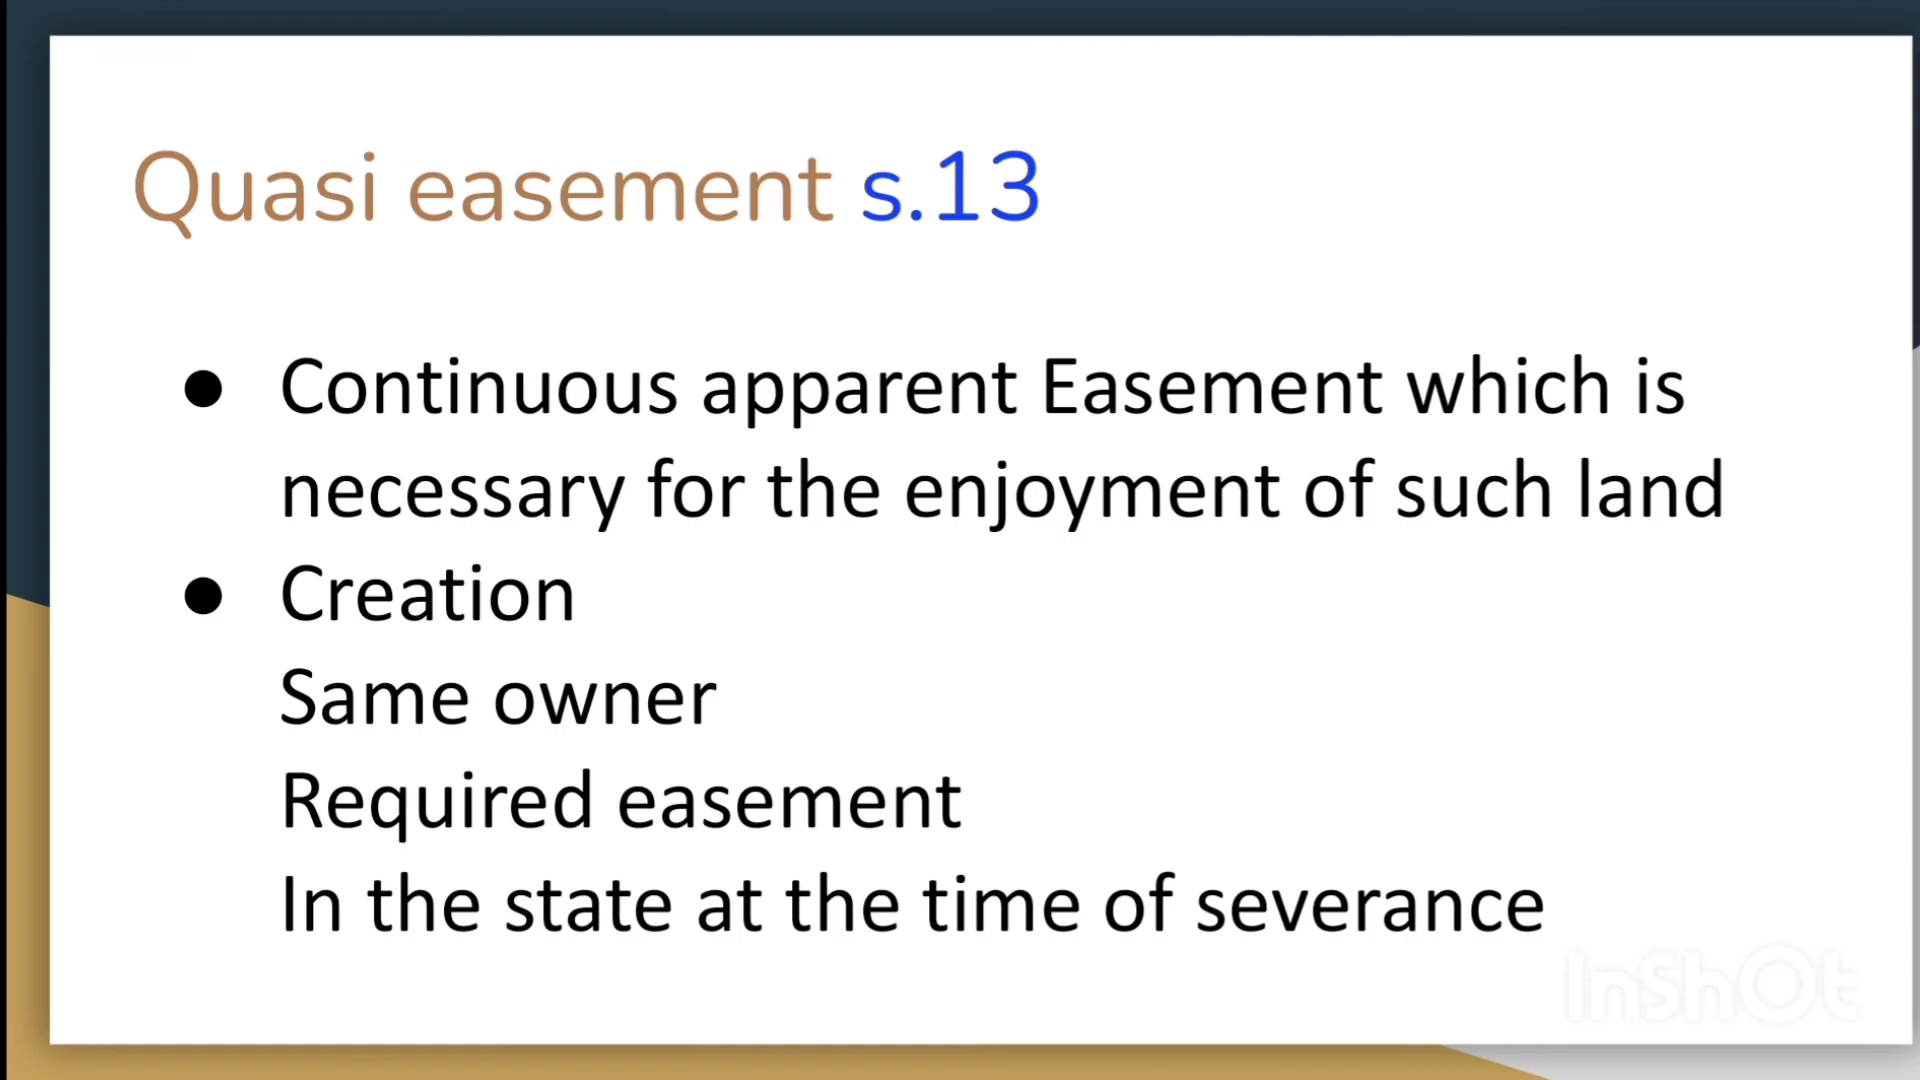 Quasi easement s.13
● Continuous apparent Easement which is
necessary for the enjoyment of such land
● Creation
Same owner
Required easement
In the state at the time of severance
InShOt